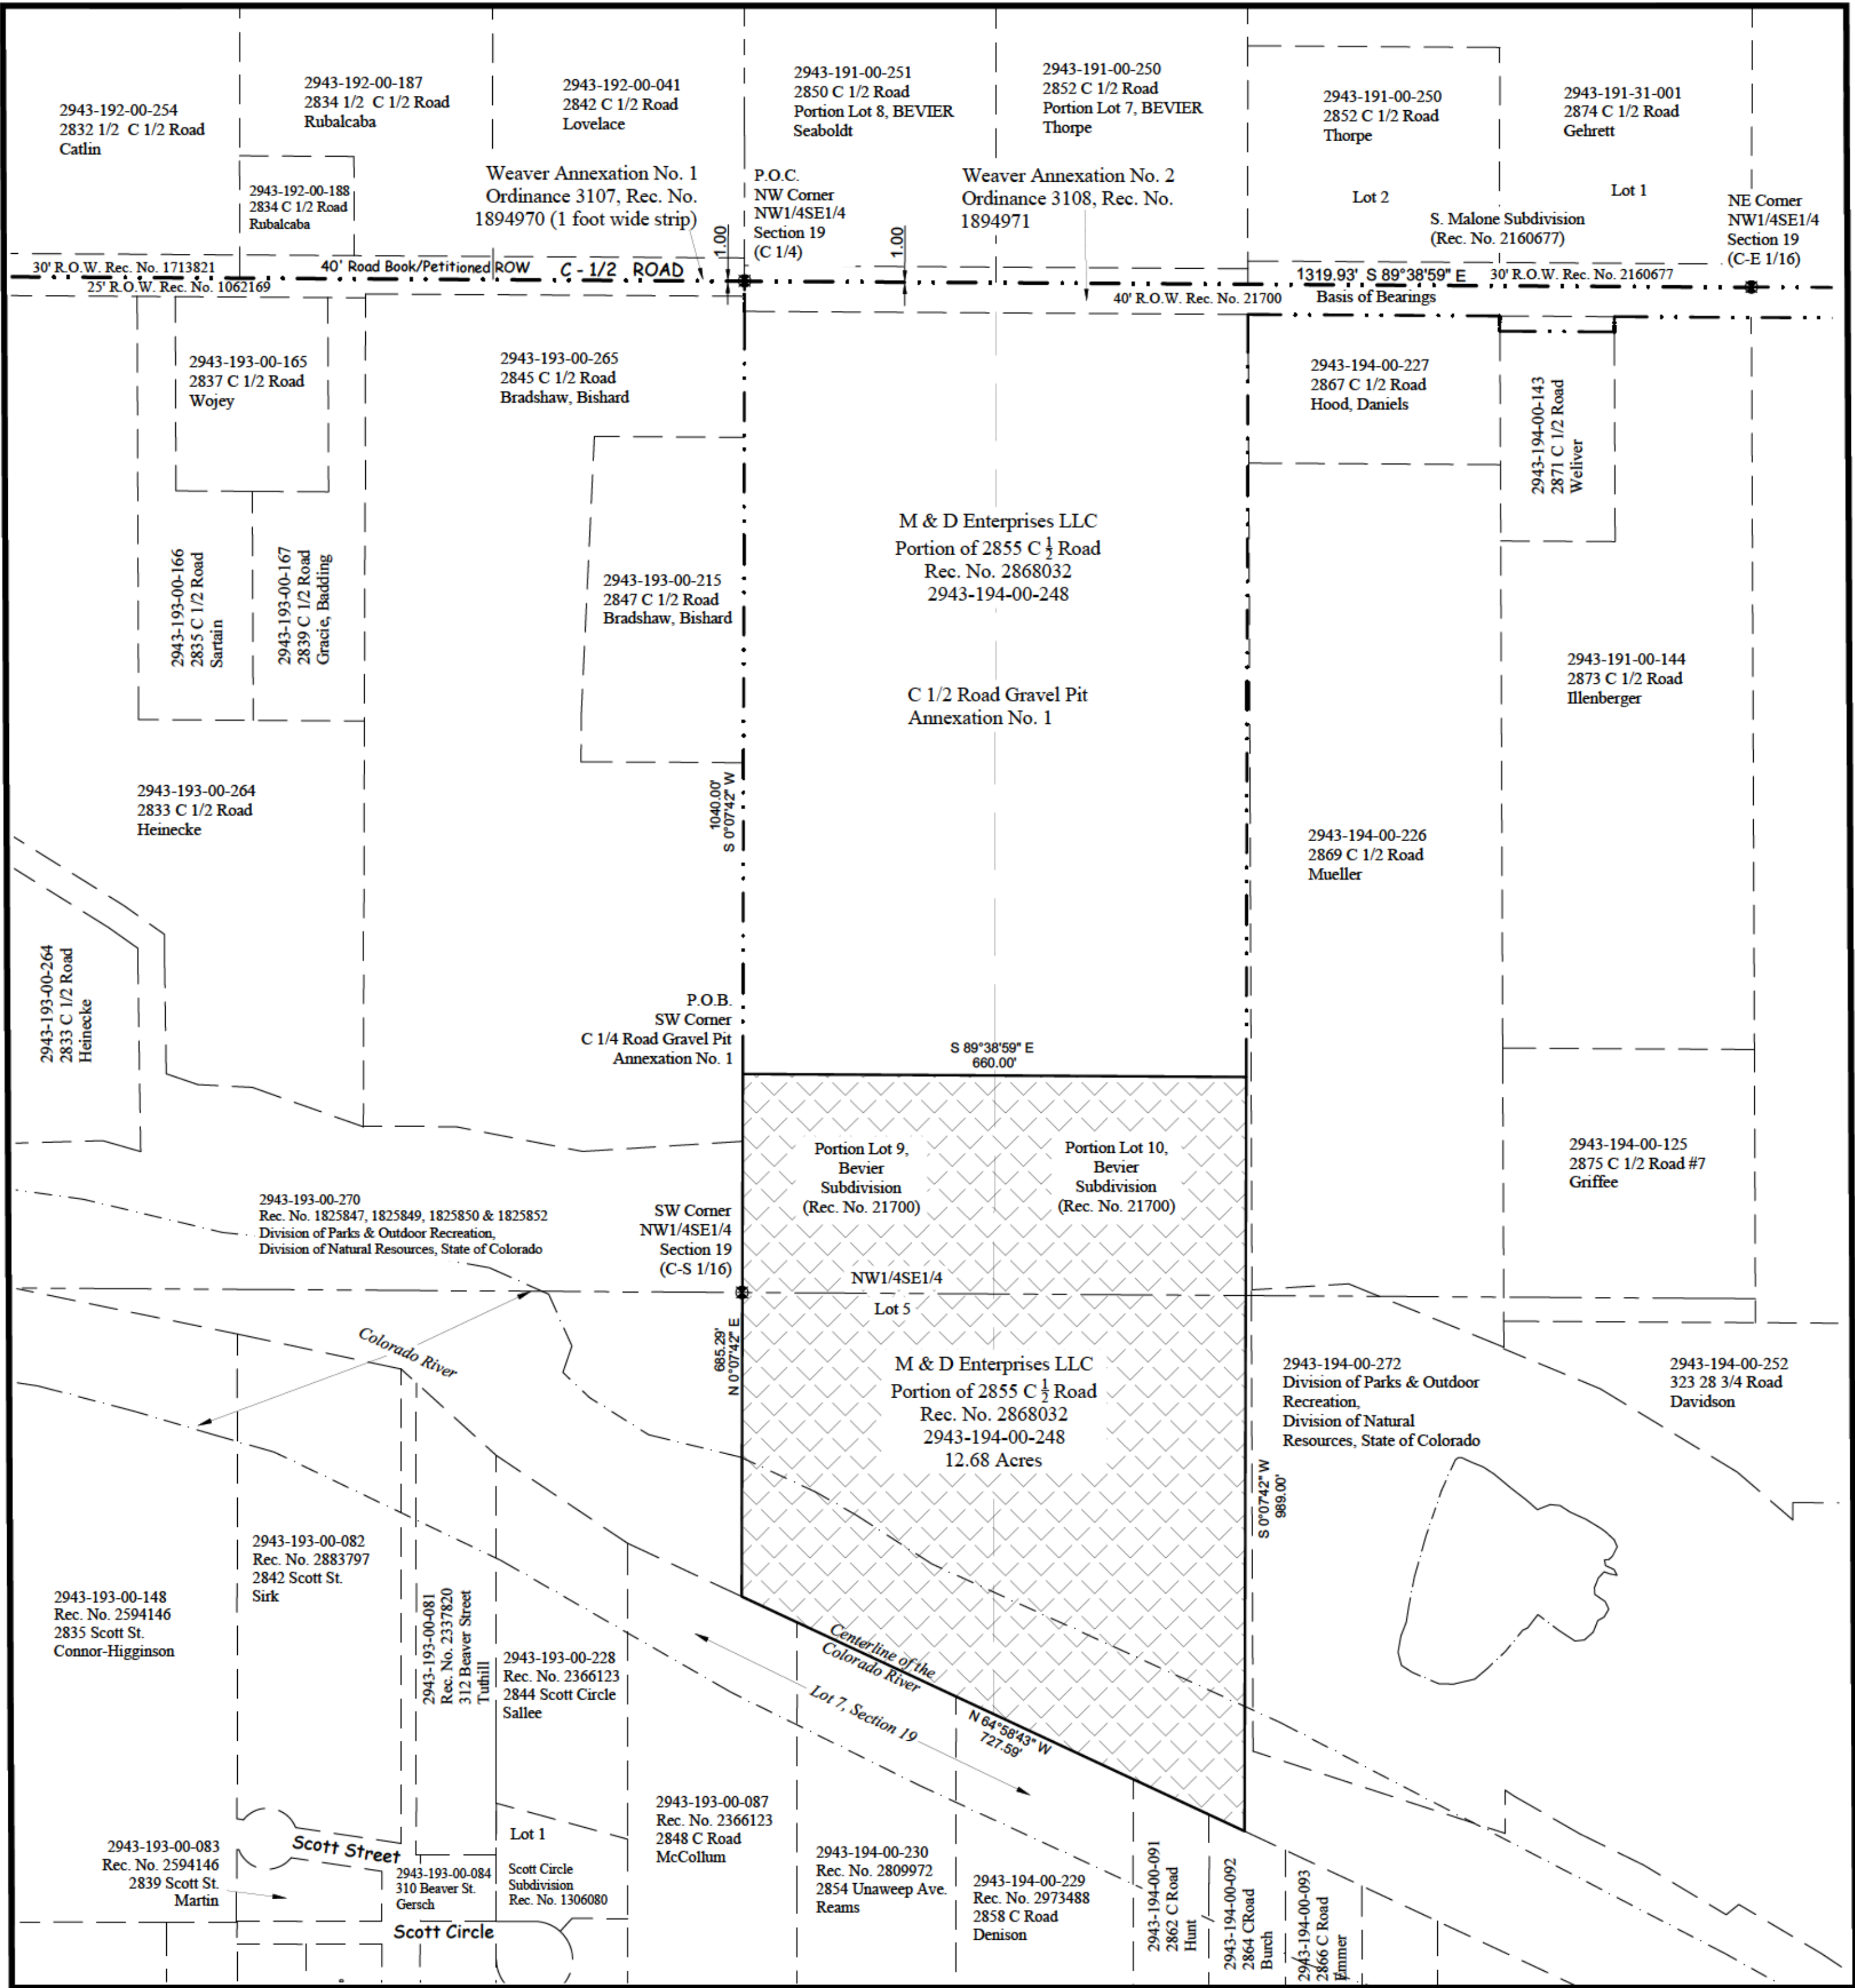 2943-192-00-254
2832 1/2 C 1/2 Road
Catlin
2943-192-00-187
2834 1/2 C 1/2 Road
Rubalcaba
2943-192-00-188
2834 C 1/2 Road
Rubalcaba
2943-192-00-041
2842 C 1/2 Road
Lovelace
2943-191-00-251
2850 C 1/2 Road
Portion Lot 8, BEVIER
Seaboldt
2943-191-00-250
2852 C 1/2 Road
Portion Lot 7, BEVIER
Thorpe
2943-191-00-250
2852 C 1/2 Road
Thorpe
2943-191-31-001
2874 C 1/2 Road
Gehrett
Weaver Annexation No. 1
Ordinance 3107, Rec. No.
1894970 (1 foot wide strip)
1.00
P.O.C.
NW Corner
NW1/4SE1/4
Section 19
(C 1/4)
1.00
Weaver Annexation No. 2
Ordinance 3108, Rec. No.
1894971
Lot 2
Lot 1
S. Malone Subdivision
(Rec. No. 2160677)
NE Corner
NW1/4SE1/4
Section 19
(C-E 1/16)
30' R.O.W. Rec. No. 1713821
25' R.O.W. Rec. No. 1062169
40' Road Book/Petitioned ROW
C - 1/2 ROAD
40' R.O.W. Rec. No. 21700
1319.93' S 89°38'59" E
Basis of Bearings
30' R.O.W. Rec. No. 2160677
2943-193-00-165
2837 C 1/2 Road
Wojey
2943-193-00-265
2845 C 1/2 Road
Bradshaw, Bishard
2943-194-00-227
2867 C 1/2 Road
Hood, Daniels
2943-194-00-143
2871 C 1/2 Road
Weliver
2943-193-00-166
2835 C 1/2 Road
Sartain
2943-193-00-167
2839 C 1/2 Road
Gracie, Badding
2943-193-00-215
2847 C 1/2 Road
Bradshaw, Bishard
M & D Enterprises LLC
Portion of 2855 C ½ Road
Rec. No. 2868032
2943-194-00-248
C 1/2 Road Gravel Pit
Annexation No. 1
2943-191-00-144
2873 C 1/2 Road
Illenberger
2943-193-00-264
2833 C 1/2 Road
Heinecke
1040.00'
S 0°07'42" W
2943-194-00-226
2869 C 1/2 Road
Mueller
2943-193-00-264
2833 C 1/2 Road
Heinecke
P.O.B.
SW Corner
C 1/4 Road Gravel Pit
Annexation No. 1
S 89°38'59" E
660.00'
Portion Lot 9,
Bevier
Subdivision
(Rec. No. 21700)
Portion Lot 10,
Bevier
Subdivision
(Rec. No. 21700)
2943-194-00-125
2875 C 1/2 Road #7
Griffee
2943-193-00-270
Rec. No. 1825847, 1825849, 1825850 & 1825852
Division of Parks & Outdoor Recreation,
Division of Natural Resources, State of Colorado
SW Corner
NW1/4SE1/4
Section 19
(C-S 1/16)
NW1/4SE1/4
Lot 5
Colorado River
685.29'
N 0°07'42" E
M & D Enterprises LLC
Portion of 2855 C ½ Road
Rec. No. 2868032
2943-194-00-248
12.68 Acres
2943-194-00-272
Division of Parks & Outdoor
Recreation,
Division of Natural
Resources, State of Colorado
2943-194-00-252
323 28 3/4 Road
Davidson
S 0°07'42" W
989.00'
2943-193-00-148
Rec. No. 2594146
2835 Scott St.
Connor-Higginson
2943-193-00-082
Rec. No. 2883797
2842 Scott St.
Sirk
2943-193-00-081
Rec. No. 2337820
312 Beaver Street
Tuthill
2943-193-00-228
Rec. No. 2366123
2844 Scott Circle
Sallee
Centerline of the
Colorado River
Lot 7, Section 19
N 64°58'43" W
727.59'
2943-193-00-083
Rec. No. 2594146
2839 Scott St.
Martin
Scott Street
2943-193-00-084
310 Beaver St.
Gersch
Lot 1
Scott Circle
Subdivision
Rec. No. 1306080
Scott Circle
2943-193-00-087
Rec. No. 2366123
2848 C Road
McCollum
2943-194-00-230
Rec. No. 2809972
2854 Unaweep Ave.
Reams
2943-194-00-229
Rec. No. 2973488
2858 C Road
Denison
2943-194-00-091
2862 C Road
Hunt
2943-194-00-092
2864 CRoad
Burch
2943-194-00-093
2866 C Road
Emmer